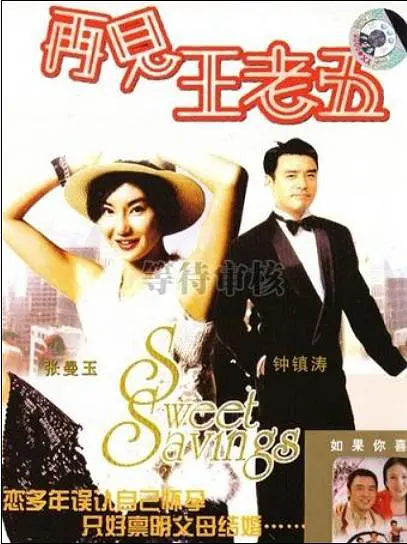 再見王老五
等待审核
张曼玉
钟镇涛
Sweet
Savings
如果你喜
恋多年误认自己怀孕
只好禀明父母结婚……